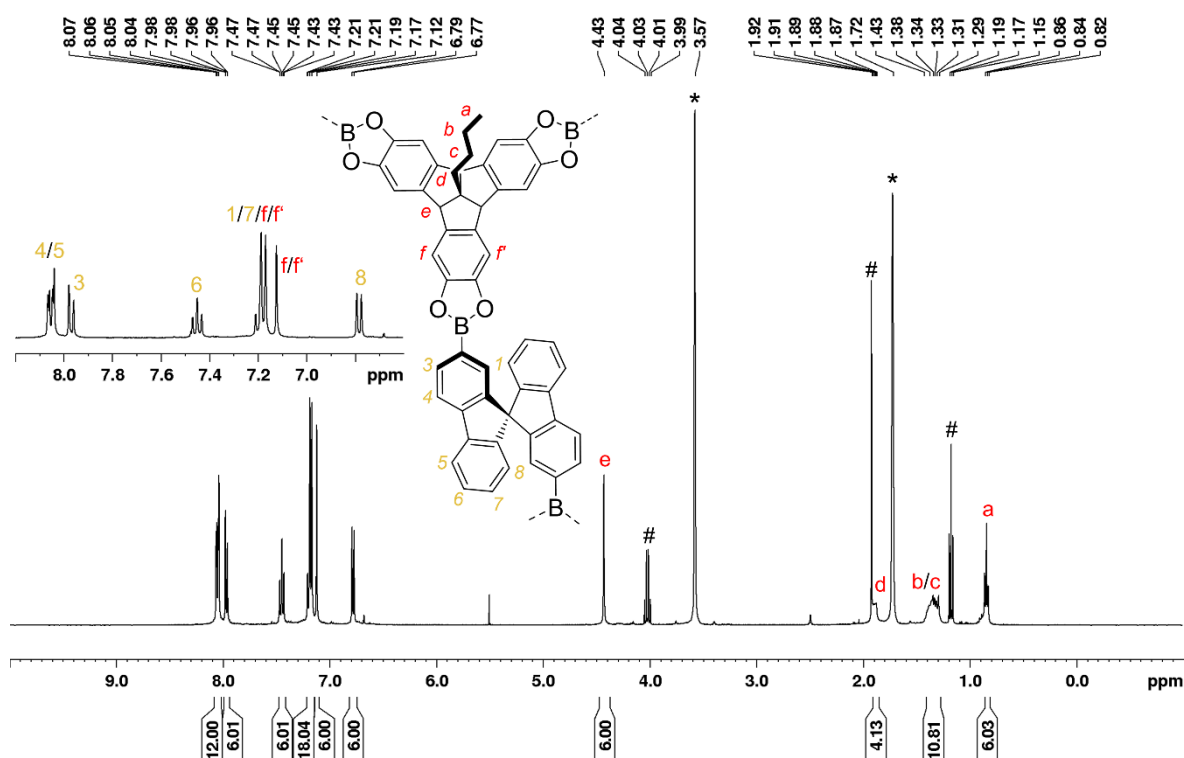 8.07 8.06 8.05 8.04 7.98 7.98 7.96 7.96 7.47 7.47 7.45 7.45 7.43 7.43 7.21 7.21 7.19 7.17 7.12 6.79 6.77 4.43 4.04 4.03 4.01 3.99 3.57 1.92 1.91 1.89 1.88 1.87 1.72 1.43 1.38 1.34 1.33 1.31 1.29 1.19 1.17 1.15 0.86 0.84 0.82
4/5 3 6 1/7/f/f‘ f/f‘ 8
8.0 7.8 7.6 7.4 7.2 7.0 ppm
a
b
c
d
e
f f'
O B O O B O
O O
B
3 1
4
5 8
6 7
B
* *
# # #
e d b/c a
9.0 8.0 7.0 6.0 5.0 4.0 3.0 2.0 1.0 0.0 ppm
12.00 6.01 6.01 18.04 6.00 6.00 6.00 4.13 10.81 6.03